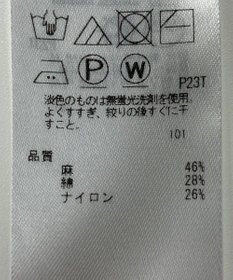 P W
P23T
淡色のものは無蛍光洗剤を使用。
よくすすぎ、絞りの後すぐに干
すこと。
101
品質
麻 46%
綿 28%
ナイロン 26%